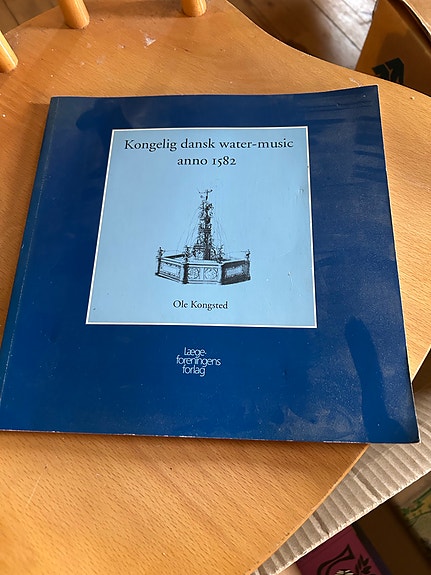 Kongelig dansk water-music
anno 1582
Ole Kongsted
Læge-
foreningens
forlag